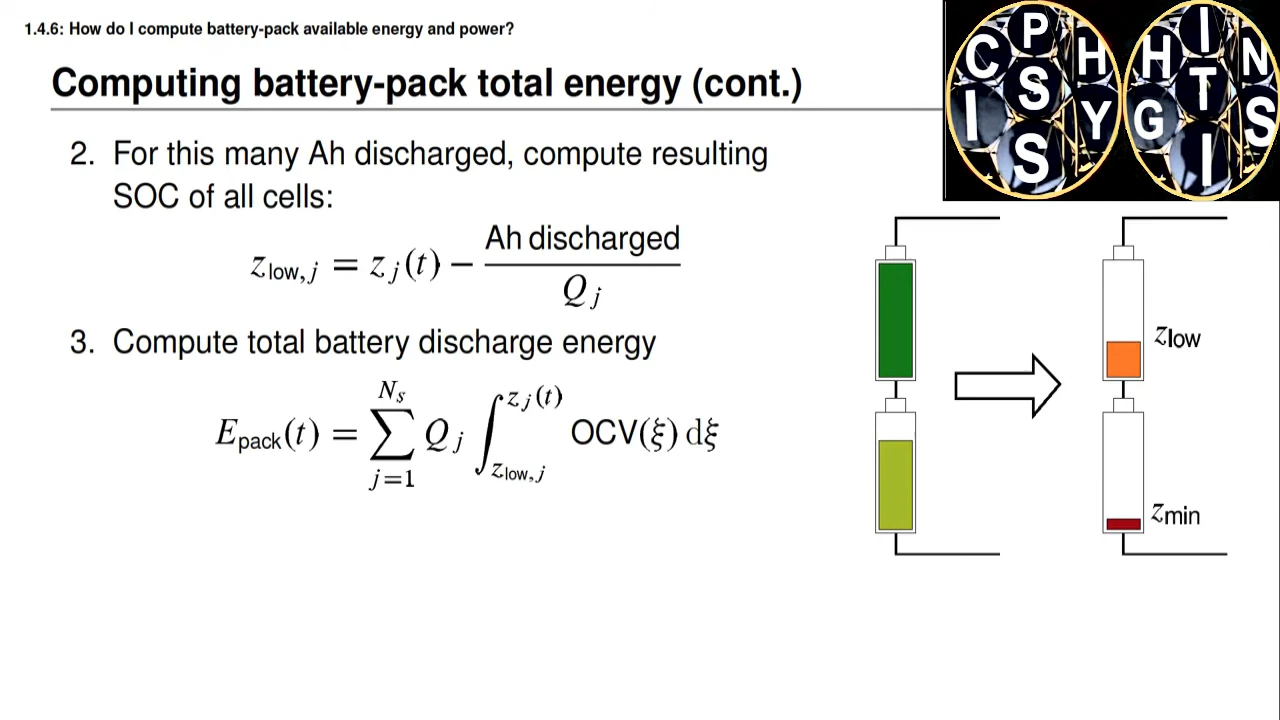 1.4.6: How do I compute battery-pack available energy and power?
Computing battery-pack total energy (cont.)
2. For this many Ah discharged, compute resulting
SOC of all cells:
z_low,j = z_j(t) − Ah discharged / Q_j
3. Compute total battery discharge energy
E_pack(t) = ∑_{j=1}^{N_s} Q_j ∫_{z_low,j}^{z_j(t)} OCV(ξ) dξ
z_low
z_min
C P H
I S Y
S
H I N
G T S
I